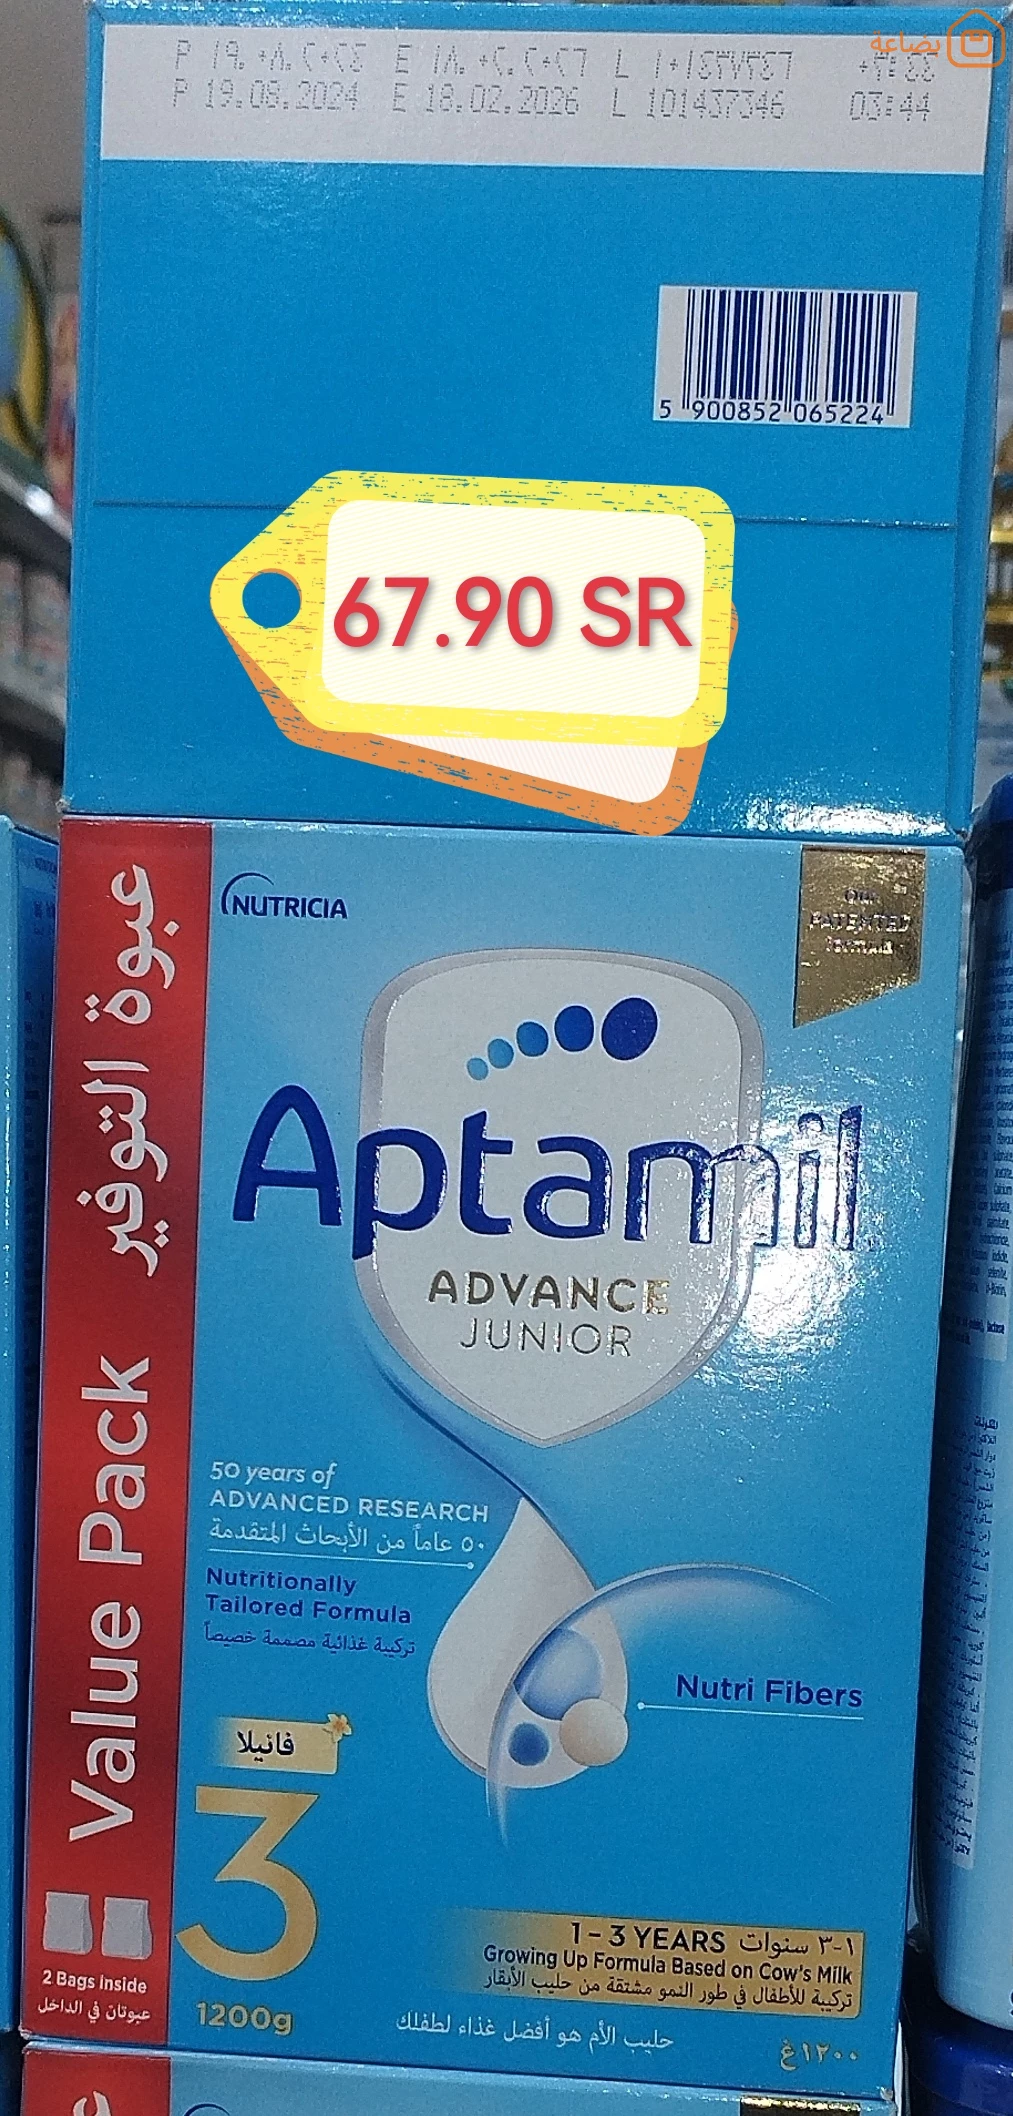 بضاعة
P ١٩.٠٨.٢٠٢٤ E ١٨.٠٢.٢٠٢٦ L ١٠١٤٣٧٣٤٦ ٠٣:٤٤
P 19.08.2024 E 18.02.2026 L 101437346 03:44
5 900852 065224
67.90 SR
عبوة التوفير
Value Pack
2 Bags Inside
عبوتان في الداخل
NUTRICIA
Our
PATENTED
formula
Aptamil
ADVANCE
JUNIOR
50 years of
ADVANCED RESEARCH
٥٠ عاماً من الأبحاث المتقدمة
Nutritionally
Tailored Formula
تركيبة غذائية مصممة خصيصاً
Nutri Fibers
فانيلا
3
1 – 3 YEARS ١-٣ سنوات
Growing Up Formula Based on Cow's Milk
تركيبة للأطفال في طور النمو مشتقة من حليب الأبقار
1200g
حليب الأم هو أفضل غذاء لطفلك
١٢٠٠غ